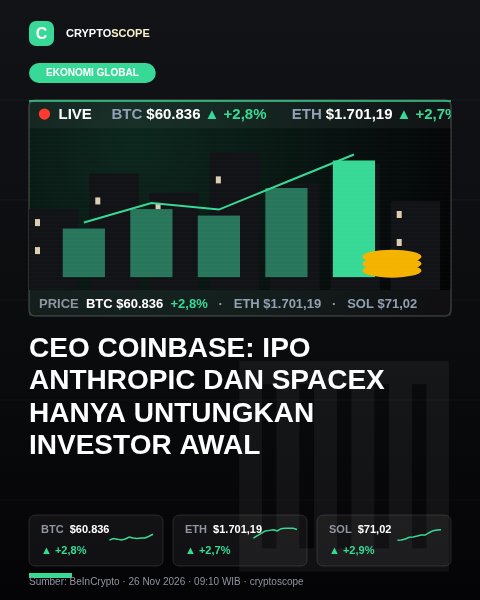 C CRYPTOSCOPE
EKONOMI GLOBAL
LIVE BTC $60.836 ▲ +2,8% ETH $1.701,19 ▲ +2,7%
PRICE BTC $60.836 +2,8% · ETH $1.701,19 · SOL $71,02
CEO COINBASE: IPO
ANTHROPIC DAN SPACEX
HANYA UNTUNGKAN
INVESTOR AWAL
BTC $60.836 ETH $1.701,19 SOL $71,02
▲ +2,8% ▲ +2,7% ▲ +2,9%
Sumber: BeInCrypto · 26 Nov 2026 · 09:10 WIB · cryptoscope